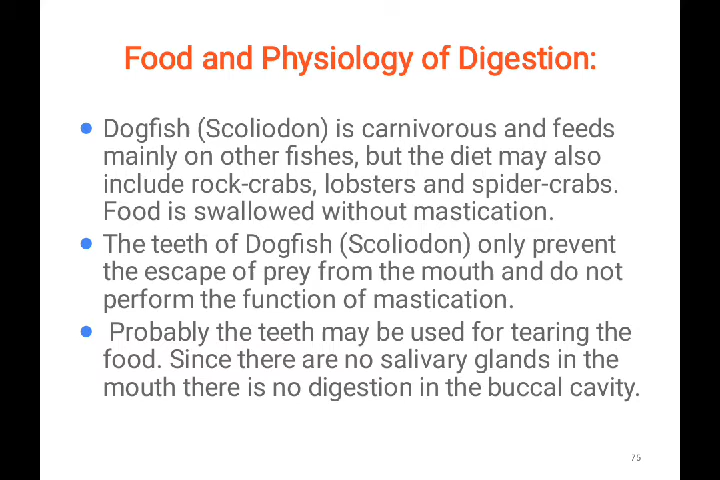 Food and Physiology of Digestion:
Dogfish (Scoliodon) is carnivorous and feeds
mainly on other fishes, but the diet may also
include rock-crabs, lobsters and spider-crabs.
Food is swallowed without mastication.
The teeth of Dogfish (Scoliodon) only prevent
the escape of prey from the mouth and do not
perform the function of mastication.
Probably the teeth may be used for tearing the
food. Since there are no salivary glands in the
mouth there is no digestion in the buccal cavity.
75